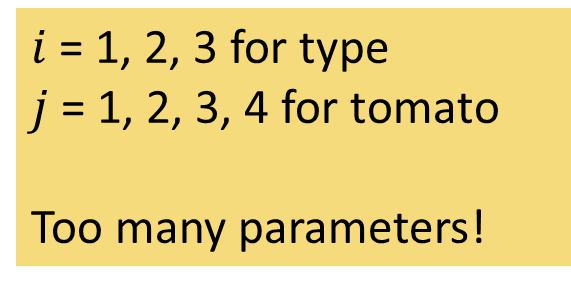 i = 1, 2, 3 for type
j = 1, 2, 3, 4 for tomato
Too many parameters!